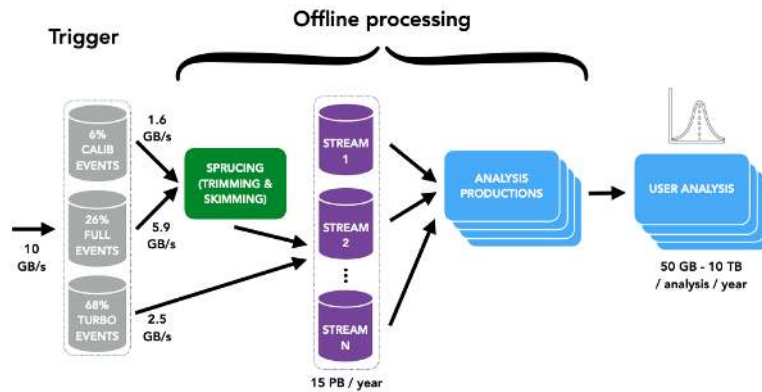 Offline processing
Trigger
1.6
GB/s
6%
CALIB
EVENTS
SPRUCING
(TRIMMING &
SKIMMING)
STREAM
1
ANALYSIS
PRODUCTIONS
USER ANALYSIS
10
GB/s
26%
FULL
EVENTS
5.9
GB/s
STREAM
2
50 GB - 10 TB
/ analysis / year
68%
TURBO
EVENTS
2.5
GB/s
STREAM
N
15 PB / year